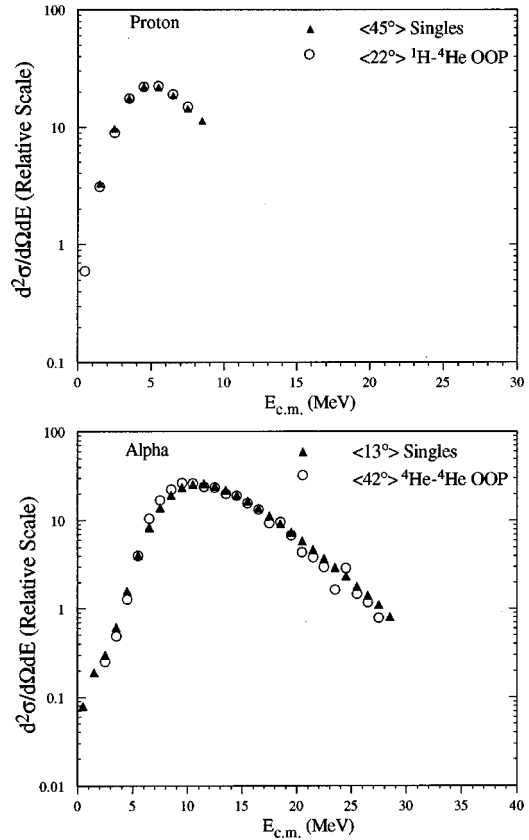 100
Proton
▲ <45°> Singles
○ <22°> ¹H-⁴He OOP
10
1
0.1
d²σ/dΩdE (Relative Scale)
0 5 10 15 20 25 30
E_c.m. (MeV)
100
Alpha
▲ <13°> Singles
○ <42°> ⁴He-⁴He OOP
10
1
0.1
0.01
d²σ/dΩdE (Relative Scale)
0 5 10 15 20 25 30 35 40
E_c.m. (MeV)